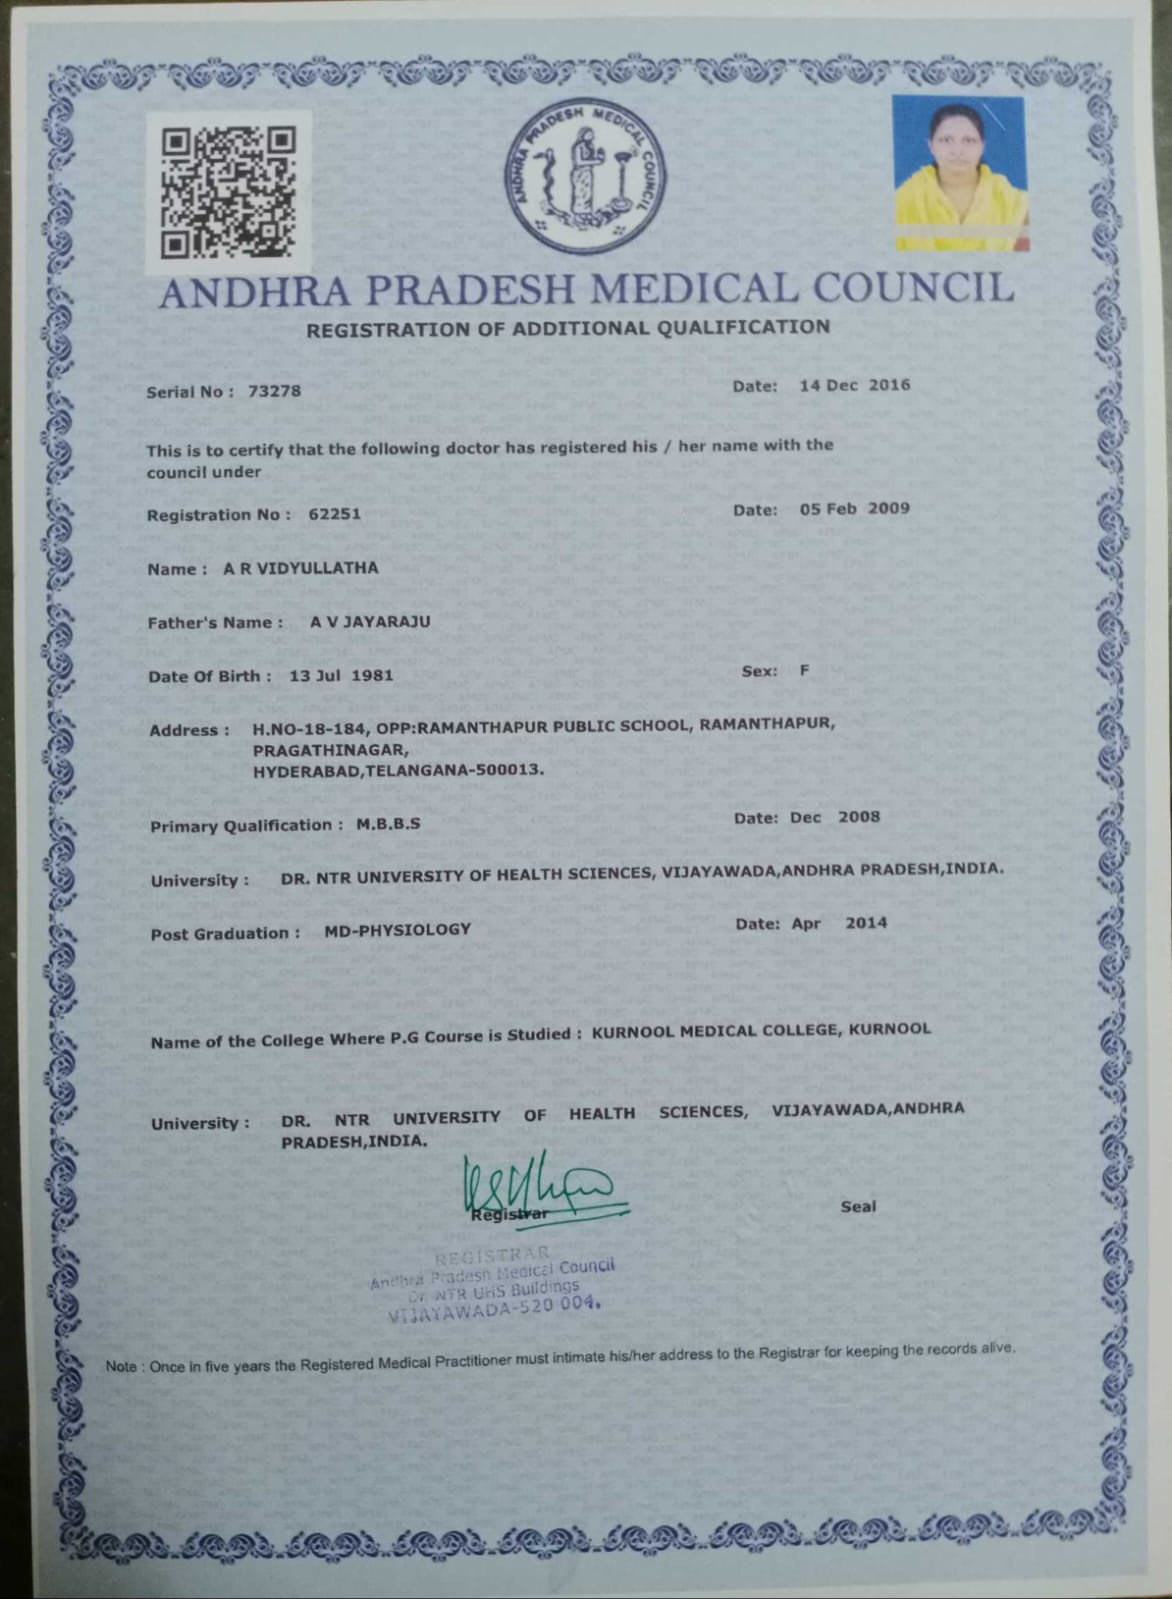 ANDHRA PRADESH MEDICAL COUNCIL
ANDHRA PRADESH MEDICAL COUNCIL
REGISTRATION OF ADDITIONAL QUALIFICATION
Serial No : 73278 Date: 14 Dec 2016
This is to certify that the following doctor has registered his / her name with the
council under
Registration No : 62251 Date: 05 Feb 2009
Name : A R VIDYULLATHA
Father's Name : A V JAYARAJU
Date Of Birth : 13 Jul 1981 Sex: F
Address : H.NO-18-184, OPP:RAMANTHAPUR PUBLIC SCHOOL, RAMANTHAPUR,
PRAGATHINAGAR,
HYDERABAD,TELANGANA-500013.
Primary Qualification : M.B.B.S Date: Dec 2008
University : DR. NTR UNIVERSITY OF HEALTH SCIENCES, VIJAYAWADA,ANDHRA PRADESH,INDIA.
Post Graduation : MD-PHYSIOLOGY Date: Apr 2014
Name of the College Where P.G Course is Studied : KURNOOL MEDICAL COLLEGE, KURNOOL
University : DR. NTR UNIVERSITY OF HEALTH SCIENCES, VIJAYAWADA,ANDHRA
PRADESH,INDIA.
Registrar Seal
REGISTRAR
Andhra Pradesh Medical Council
Dr. NTR UHS Buildings
VIJAYAWADA-520 004.
Note : Once in five years the Registered Medical Practitioner must intimate his/her address to the Registrar for keeping the records alive.